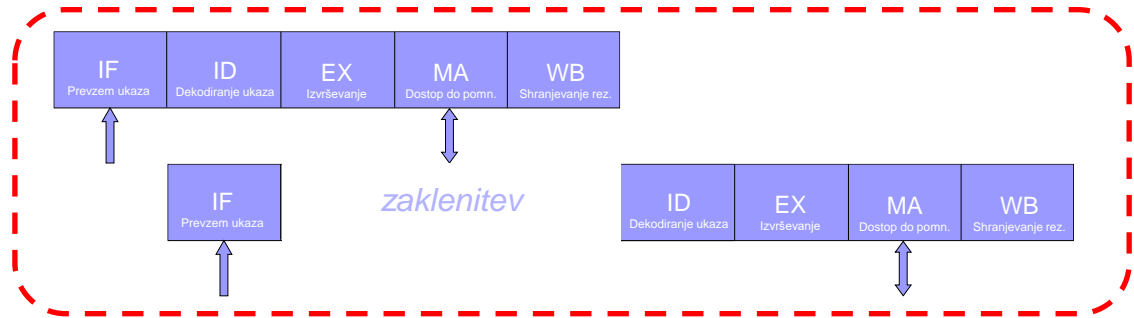 IF ID EX MA WB
Prevzem ukaza Dekodiranje ukaza Izvrševanje Dostop do pomn. Shranjevanje rez.
IF zaklenitev ID EX MA WB
Prevzem ukaza Dekodiranje ukaza Izvrševanje Dostop do pomn. Shranjevanje rez.